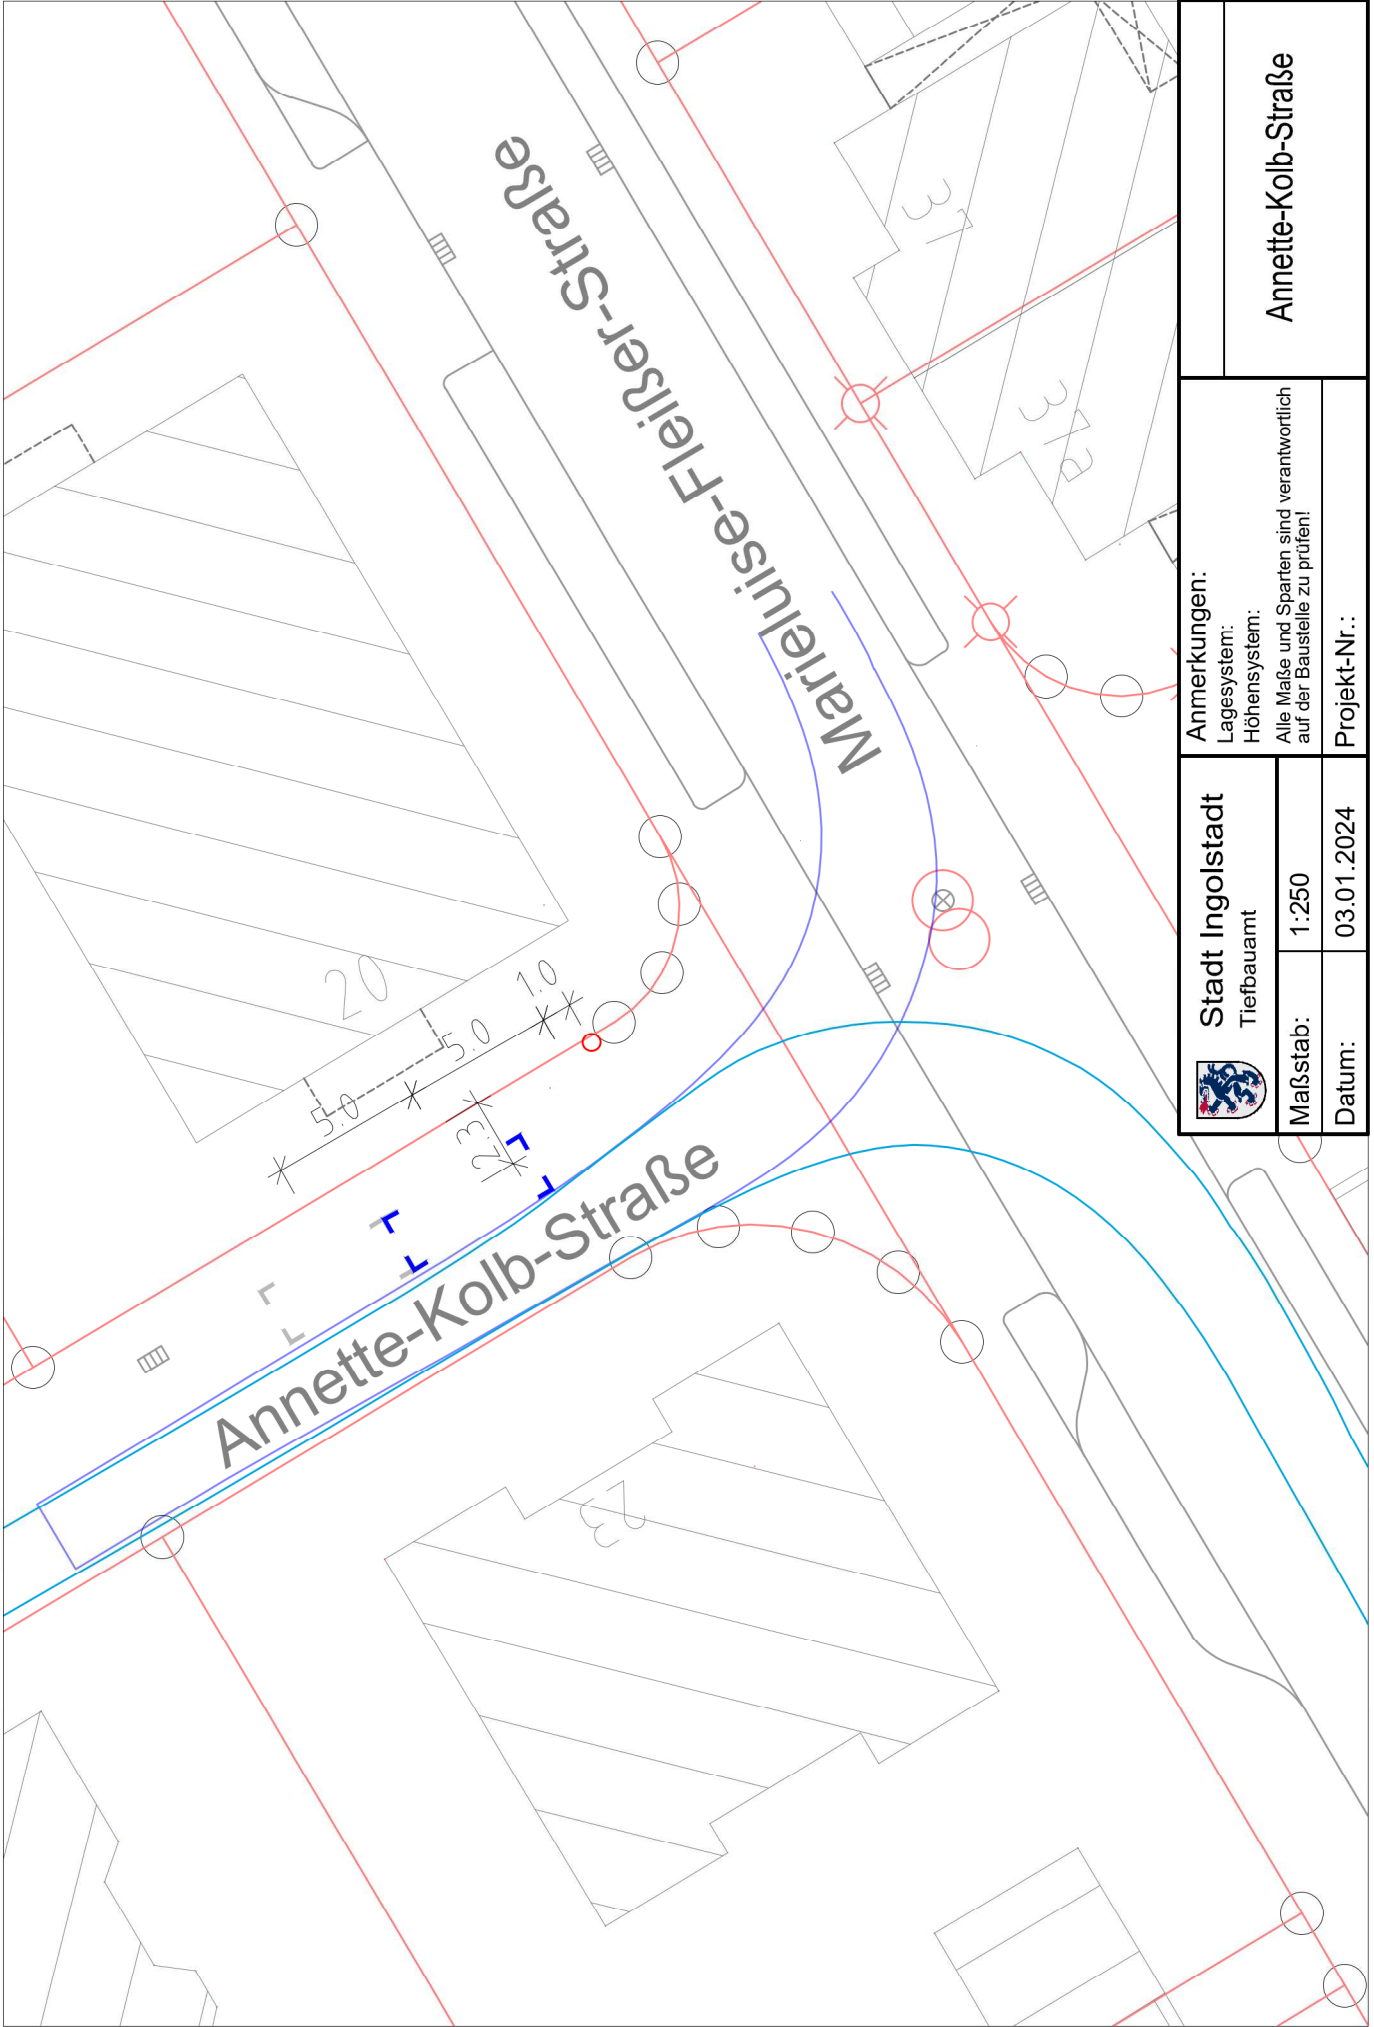 Marieluise-Fleißer-Straße
Annette-Kolb-Straße
20
5.0
5.0
1.0
2.3
31
31a
23
Stadt Ingolstadt
Tiefbauamt
Maßstab:
1:250
Datum:
03.01.2024
Anmerkungen:
Lagesystem:
Höhensystem:
Alle Maße und Sparten sind verantwortlich
auf der Baustelle zu prüfen!
Projekt-Nr.:
Annette-Kolb-Straße